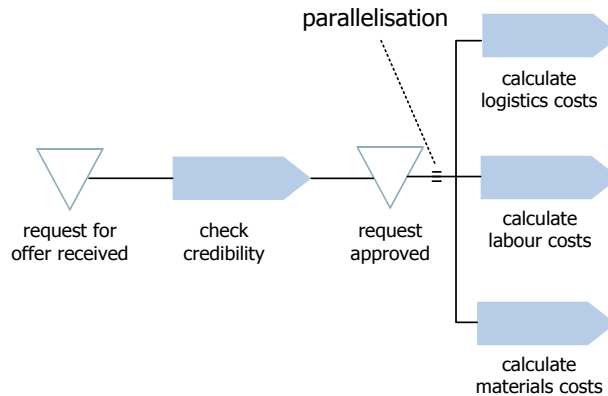 parallelisation
calculate
logistics costs
request for
offer received
check
credibility
request
approved
calculate
labour costs
calculate
materials costs